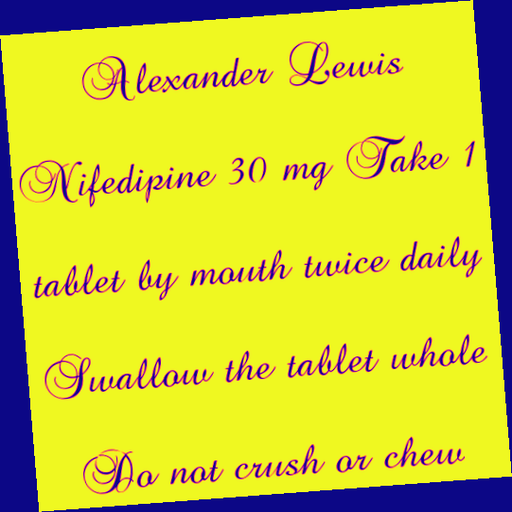 Alexander Lewis
Nifedipine 30 mg Take 1
tablet by mouth twice daily
Swallow the tablet whole
Do not crush or chew